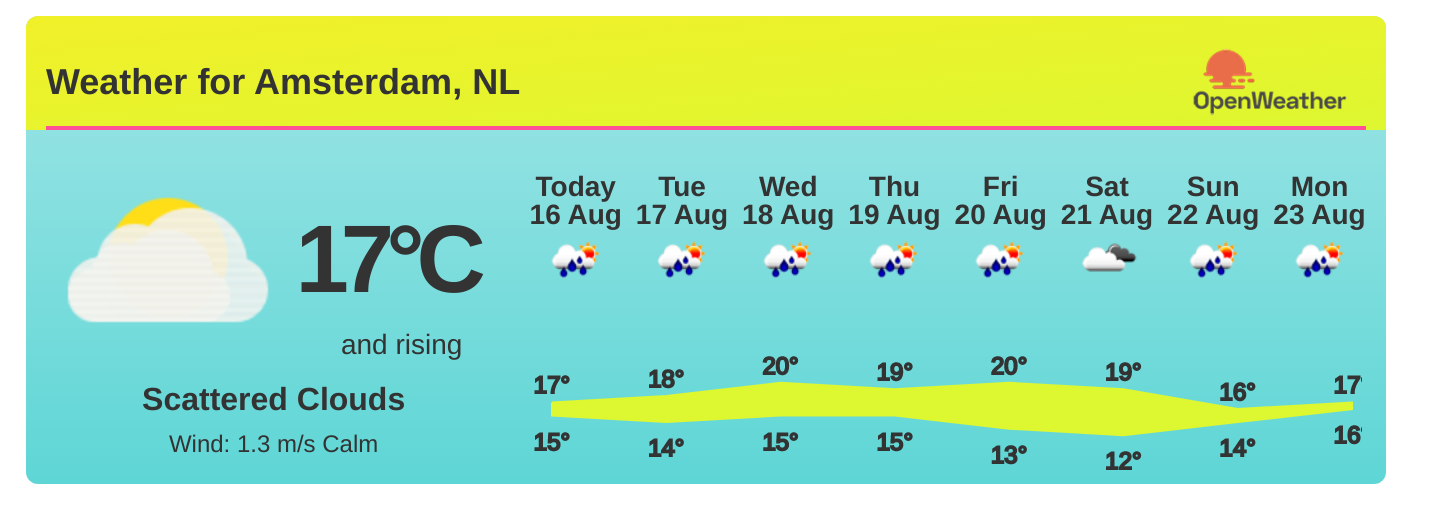 Weather for Amsterdam, NL
OpenWeather
17°C
and rising
Scattered Clouds
Wind: 1.3 m/s Calm
Today Tue Wed Thu Fri Sat Sun Mon
16 Aug 17 Aug 18 Aug 19 Aug 20 Aug 21 Aug 22 Aug 23 Aug
17° 18° 20° 19° 20° 19° 16° 17°
15° 14° 15° 15° 13° 12° 14° 16°